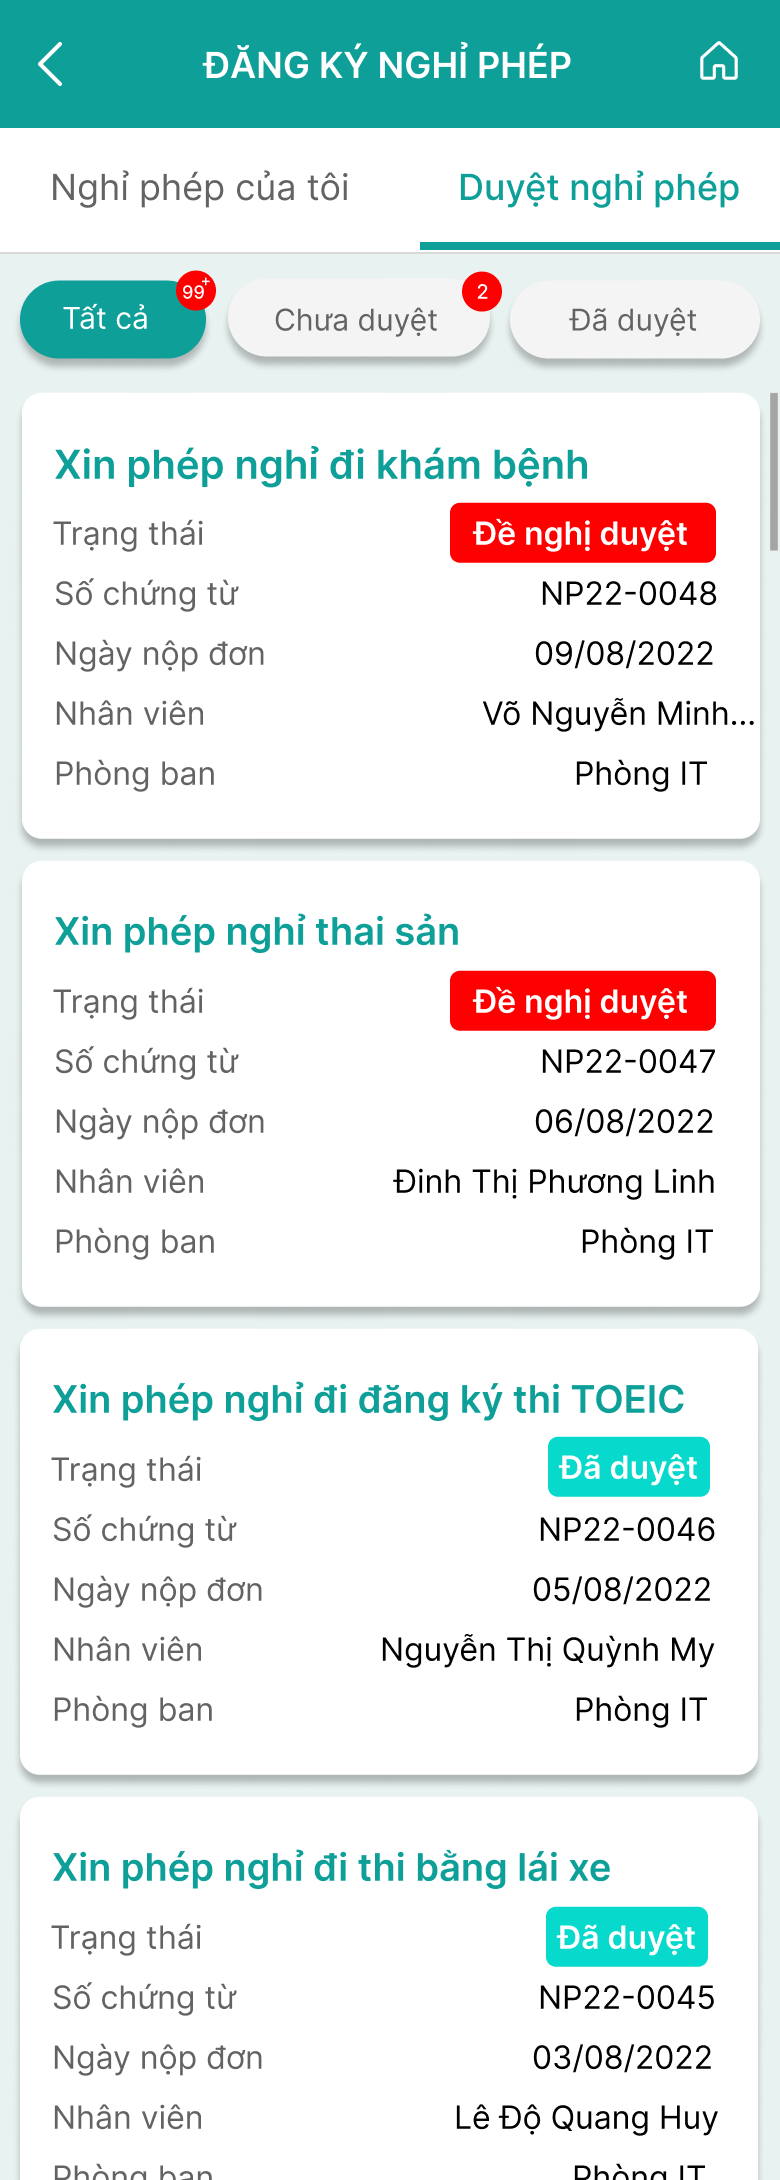 ĐĂNG KÝ NGHỈ PHÉP
Nghỉ phép của tôi Duyệt nghỉ phép
Tất cả 99+ Chưa duyệt 2 Đã duyệt
Xin phép nghỉ đi khám bệnh
Trạng thái Đề nghị duyệt
Số chứng từ NP22-0048
Ngày nộp đơn 09/08/2022
Nhân viên Võ Nguyễn Minh...
Phòng ban Phòng IT
Xin phép nghỉ thai sản
Trạng thái Đề nghị duyệt
Số chứng từ NP22-0047
Ngày nộp đơn 06/08/2022
Nhân viên Đinh Thị Phương Linh
Phòng ban Phòng IT
Xin phép nghỉ đi đăng ký thi TOEIC
Trạng thái Đã duyệt
Số chứng từ NP22-0046
Ngày nộp đơn 05/08/2022
Nhân viên Nguyễn Thị Quỳnh My
Phòng ban Phòng IT
Xin phép nghỉ đi thi bằng lái xe
Trạng thái Đã duyệt
Số chứng từ NP22-0045
Ngày nộp đơn 03/08/2022
Nhân viên Lê Độ Quang Huy
Phòng ban Phòng IT